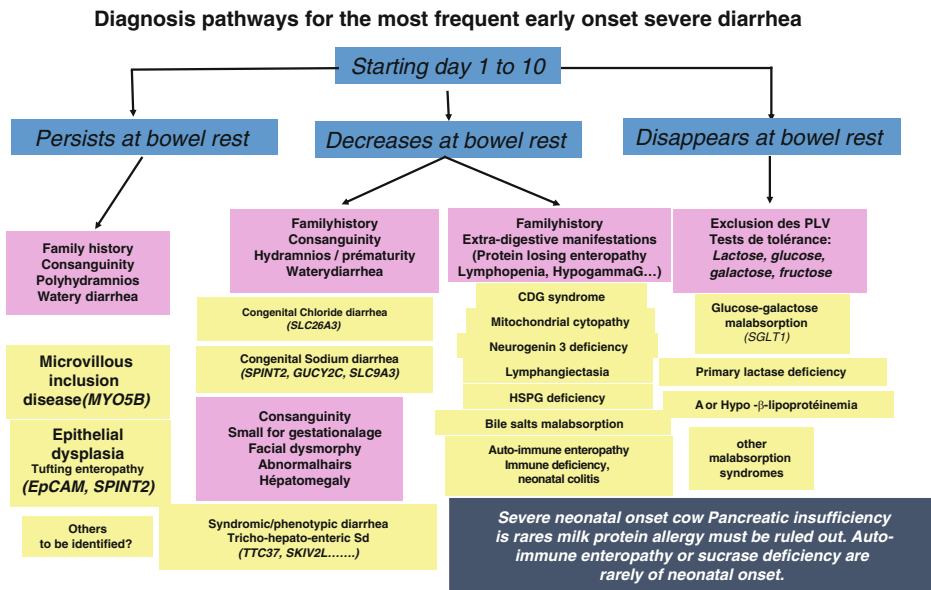 Diagnosis pathways for the most frequent early onset severe diarrhea
Starting day 1 to 10
Persists at bowel rest
Decreases at bowel rest
Disappears at bowel rest
Family history
Consanguinity
Polyhydramnios
Watery diarrhea
Microvillous
inclusion
disease(MYO5B)
Epithelial
dysplasia
Tufting enteropathy
(EpCAM, SPINT2)
Others
to be identified?
Familyhistory
Consanguinity
Hydramnios / prématurity
Waterydiarrhea
Congenital Chloride diarrhea
(SLC26A3)
Congenital Sodium diarrhea
(SPINT2, GUCY2C, SLC9A3)
Consanguinity
Small for gestationalage
Facial dysmorphy
Abnormalhairs
Hépatomegaly
Syndromic/phenotypic diarrhea
Tricho-hepato-enteric Sd
(TTC37, SKIV2L.......)
Familyhistory
Extra-digestive manifestations
(Protein losing enteropathy
Lymphopenia, HypogammaG…)
CDG syndrome
Mitochondrial cytopathy
Neurogenin 3 deficiency
Lymphangiectasia
HSPG deficiency
Bile salts malabsorption
Auto-immune enteropathy
Immune deficiency,
neonatal colitis
Exclusion des PLV
Tests de tolérance:
Lactose, glucose,
galactose, fructose
Glucose-galactose
malabsorption
(SGLT1)
Primary lactase deficiency
A or Hypo -β-lipoprotéinemia
other
malabsorption
syndromes
Severe neonatal onset cow Pancreatic insufficiency
is rares milk protein allergy must be ruled out. Auto-
immune enteropathy or sucrase deficiency are
rarely of neonatal onset.